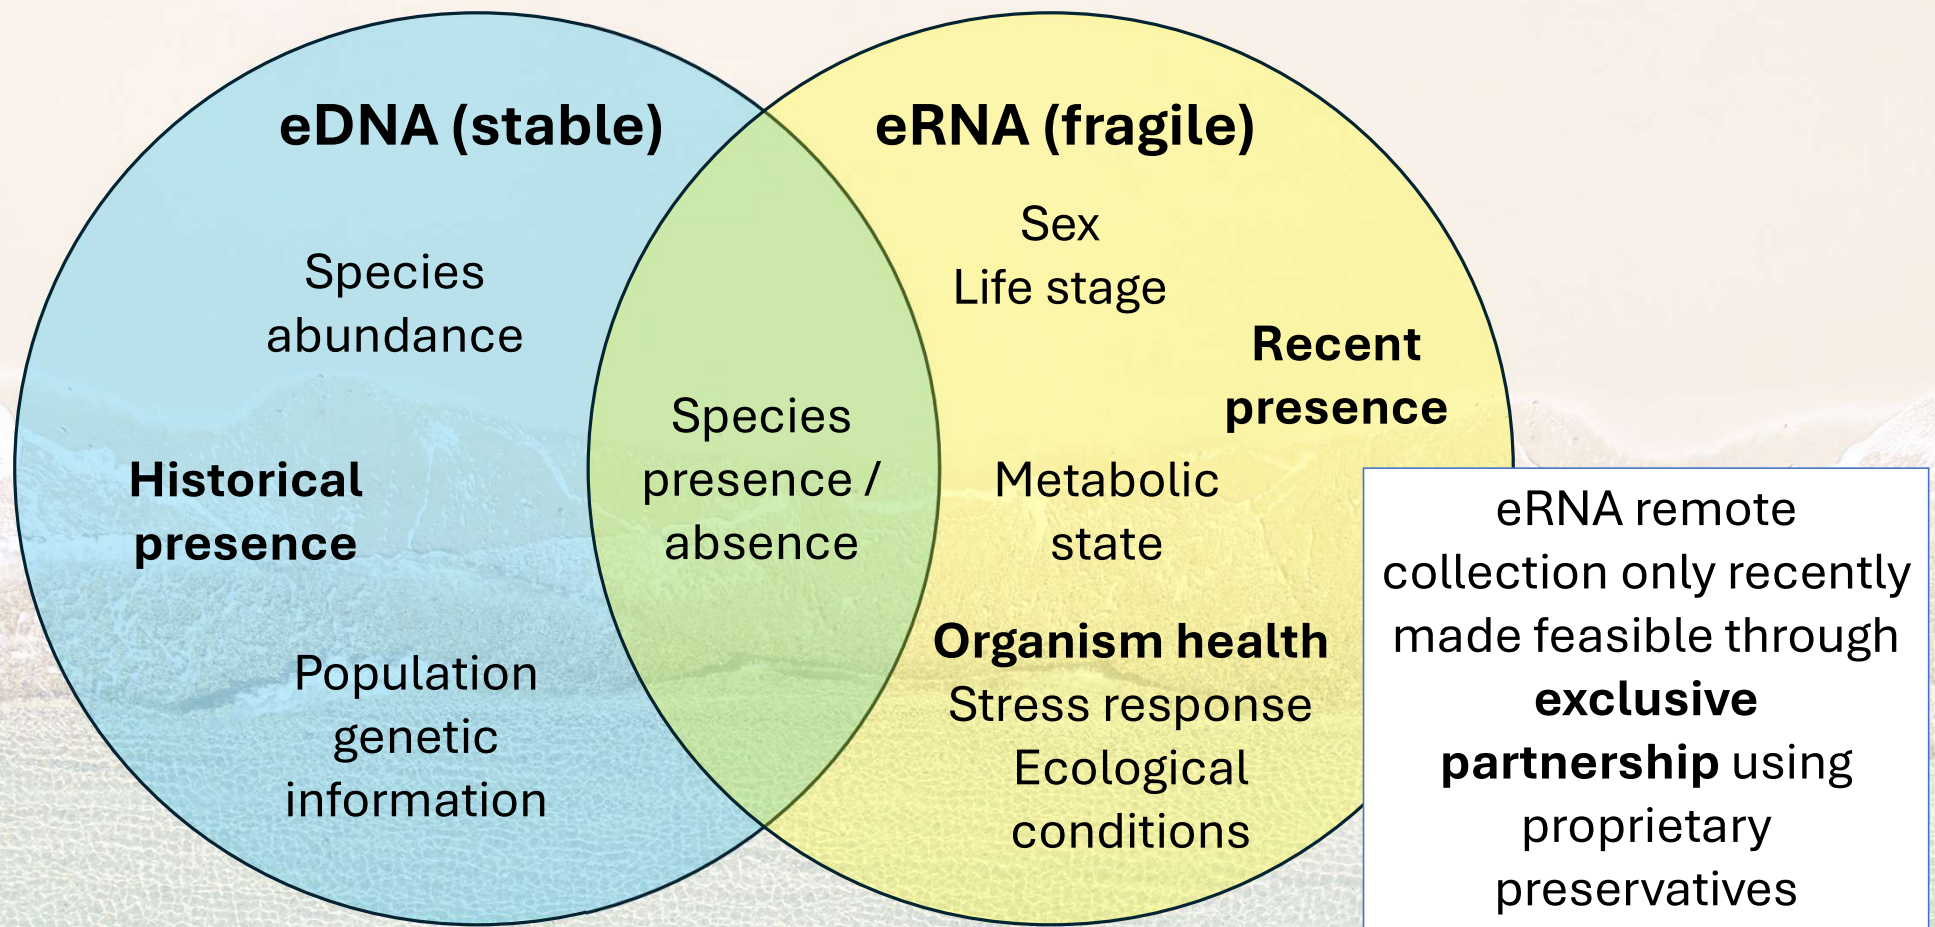 eDNA (stable)
Species
abundance
Historical
presence
Population
genetic
information
Species
presence /
absence
eRNA (fragile)
Sex
Life stage
Recent
presence
Metabolic
state
Organism health
Stress response
Ecological
conditions
eRNA remote
collection only recently
made feasible through
exclusive
partnership using
proprietary
preservatives